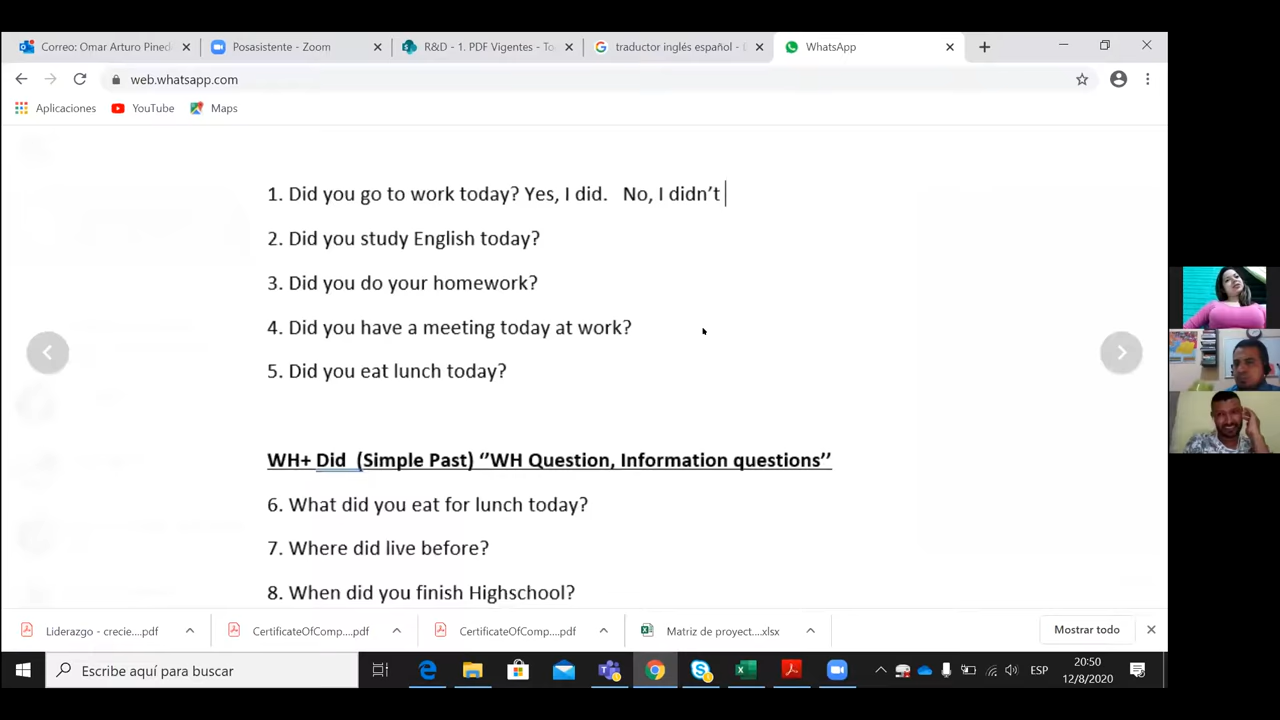 Correo: Omar Arturo Pined
Posasistente - Zoom
R&D - 1. PDF Vigentes - To
traductor inglés español -
WhatsApp
web.whatsapp.com
Aplicaciones
YouTube
Maps
1. Did you go to work today? Yes, I did. No, I didn't
2. Did you study English today?
3. Did you do your homework?
4. Did you have a meeting today at work?
5. Did you eat lunch today?
WH+ Did (Simple Past) ‘’WH Question, Information questions’’
6. What did you eat for lunch today?
7. Where did live before?
8. When did you finish Highschool?
Liderazgo - crecie....pdf
CertificateOfComp....pdf
CertificateOfComp....pdf
Matriz de proyect....xlsx
Mostrar todo
Escribe aquí para buscar
ESP
20:50
12/8/2020